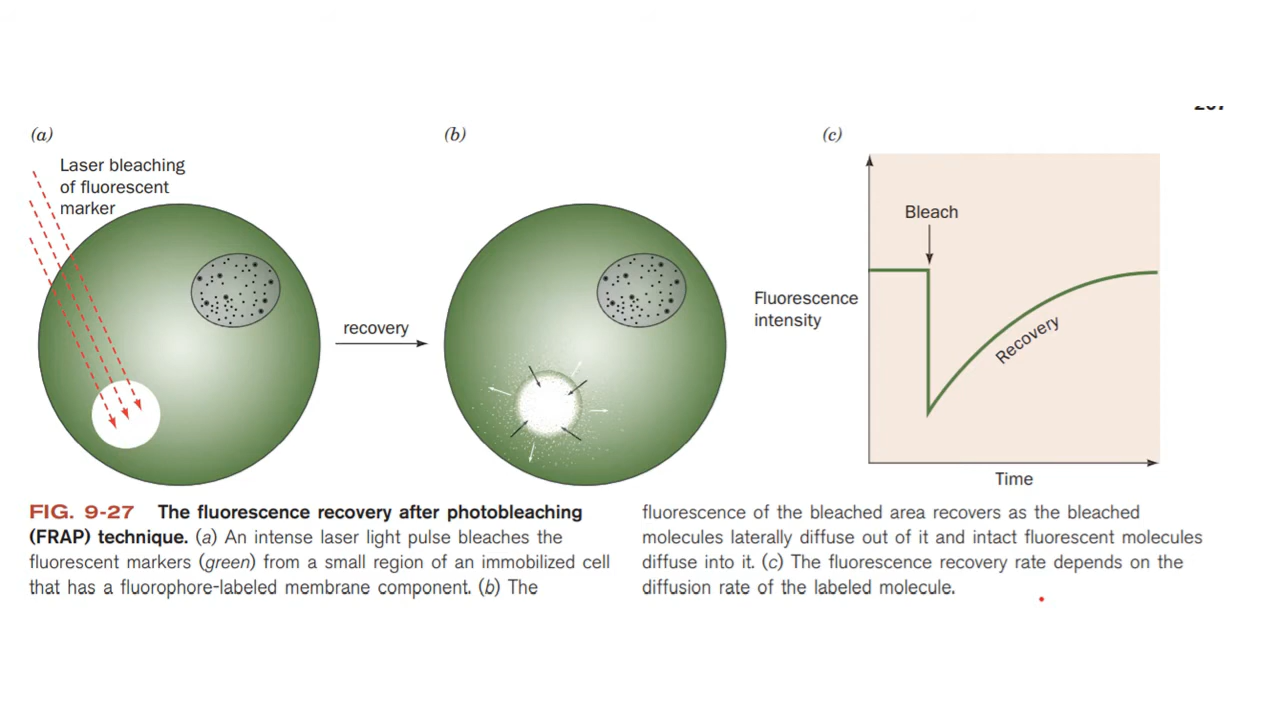 (a)
Laser bleaching
of fluorescent
marker
recovery
(b)
(c)
Bleach
Fluorescence
intensity
Recovery
Time
FIG. 9-27 The fluorescence recovery after photobleaching
(FRAP) technique. (a) An intense laser light pulse bleaches the
fluorescent markers (green) from a small region of an immobilized cell
that has a fluorophore-labeled membrane component. (b) The
fluorescence of the bleached area recovers as the bleached
molecules laterally diffuse out of it and intact fluorescent molecules
diffuse into it. (c) The fluorescence recovery rate depends on the
diffusion rate of the labeled molecule.